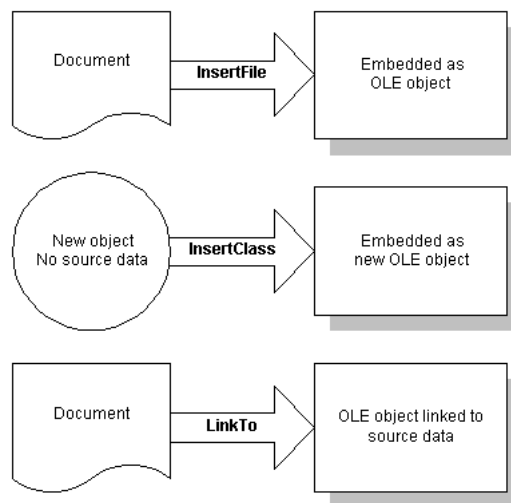 Document
InsertFile
Embedded as
OLE object
New object
No source data
InsertClass
Embedded as
new OLE object
Document
LinkTo
OLE object linked to
source data